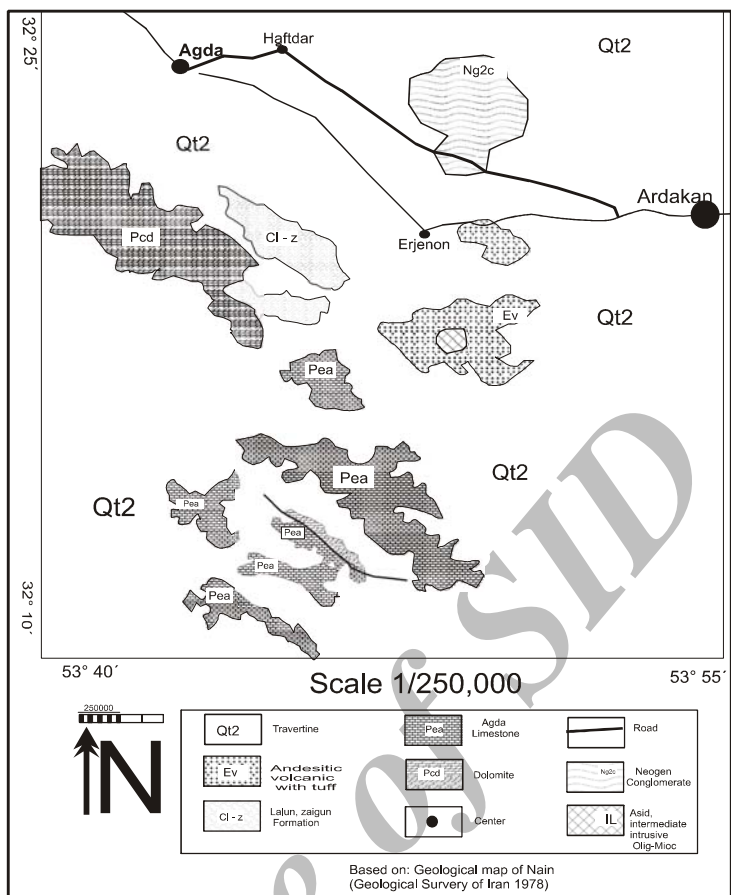 32° 25´
Agda
Haftdar
Qt2
Ng2c
Qt2
Ardakan
Pcd
Cl - z
Erjenon
Ev
Qt2
Pea
Pea
Qt2
Qt2
Pea
Pea
Pea
Pea
32° 10´
53° 40´
53° 55´
Scale 1/250,000
250000
N
Qt2
Travertine
Pea
Agda
Limestone
Road
Ev
Andesitic
volcanic
with tuff
Pcd
Dolomite
Ng2c
Neogen
Conglomerate
Cl - z
Lalun, zaigun
Formation
Center
IL
Asid,
intermediate
intrusive
Olig-Mioc
Based on: Geological map of Nain
(Geological Survery of Iran 1978)
of SID